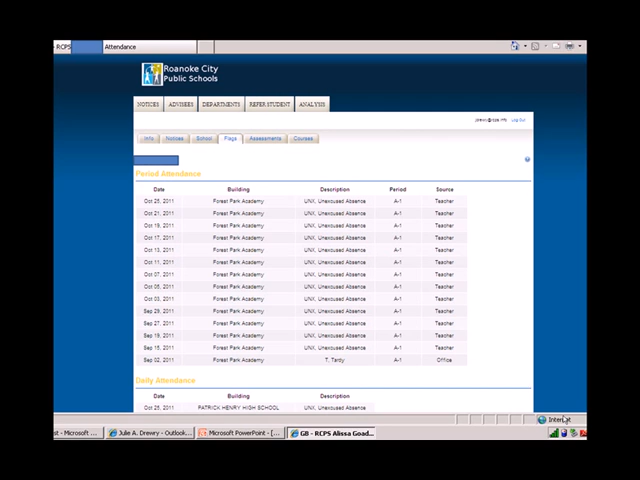 - RCPS Attendance
Roanoke City
Public Schools
NOTICES ADVISEES DEPARTMENTS REFER STUDENT ANALYSIS
Log Out
Info Notices School Flags Assessments Courses
Period Attendance
Date Building Description Period Source
Oct 25, 2011 Forest Park Academy UNX, Unexcused Absence A-1 Teacher
Oct 21, 2011 Forest Park Academy UNX, Unexcused Absence A-1 Teacher
Oct 19, 2011 Forest Park Academy UNX, Unexcused Absence A-1 Teacher
Oct 17, 2011 Forest Park Academy UNX, Unexcused Absence A-1 Teacher
Oct 13, 2011 Forest Park Academy UNX, Unexcused Absence A-1 Teacher
Oct 11, 2011 Forest Park Academy UNX, Unexcused Absence A-1 Teacher
Oct 07, 2011 Forest Park Academy UNX, Unexcused Absence A-1 Teacher
Oct 05, 2011 Forest Park Academy UNX, Unexcused Absence A-1 Teacher
Oct 03, 2011 Forest Park Academy UNX, Unexcused Absence A-1 Teacher
Sep 29, 2011 Forest Park Academy UNX, Unexcused Absence A-1 Teacher
Sep 27, 2011 Forest Park Academy UNX, Unexcused Absence A-1 Teacher
Sep 19, 2011 Forest Park Academy UNX, Unexcused Absence A-1 Teacher
Sep 15, 2011 Forest Park Academy UNX, Unexcused Absence A-1 Teacher
Sep 02, 2011 Forest Park Academy T, Tardy A-1 Office
Daily Attendance
Date Building Description
Oct 25, 2011 PATRICK HENRY HIGH SCHOOL UNX, Unexcused Absence
Internet
st - Microsoft ... Julie A. Drewry - Outlook... Microsoft PowerPoint - [... GB - RCPS Alissa Goad...